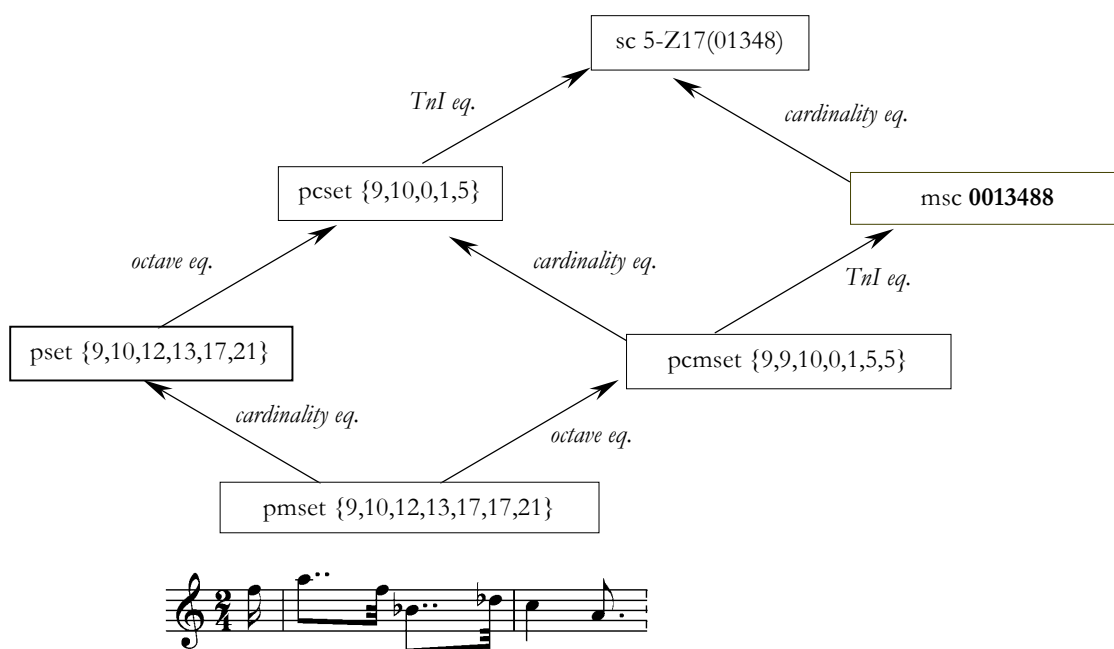 sc 5-Z17(01348)
TnI eq.
cardinality eq.
pcset {9,10,0,1,5}
msc 0013488
octave eq.
cardinality eq.
TnI eq.
pset {9,10,12,13,17,21}
pcmset {9,9,10,0,1,5,5}
cardinality eq.
octave eq.
pmset {9,10,12,13,17,17,21}
2
4